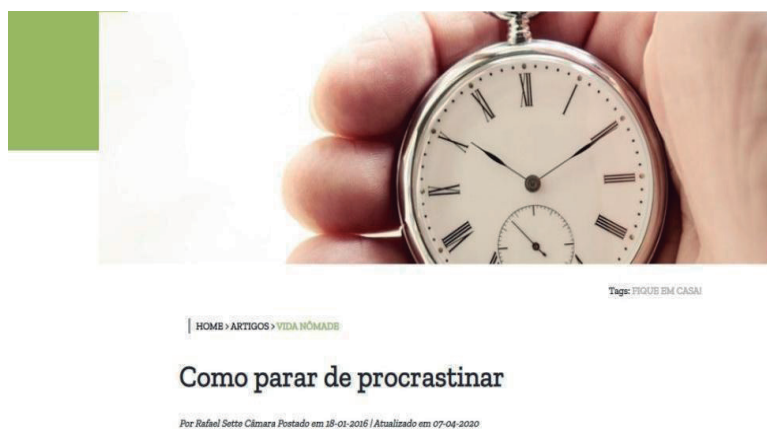 Tags: FIQUE EM CASA!
HOME > ARTIGOS > VIDA NÔMADE
Como parar de procrastinar
Por Rafael Sette Câmara Postado em 18-01-2016 | Atualizado em 07-04-2020